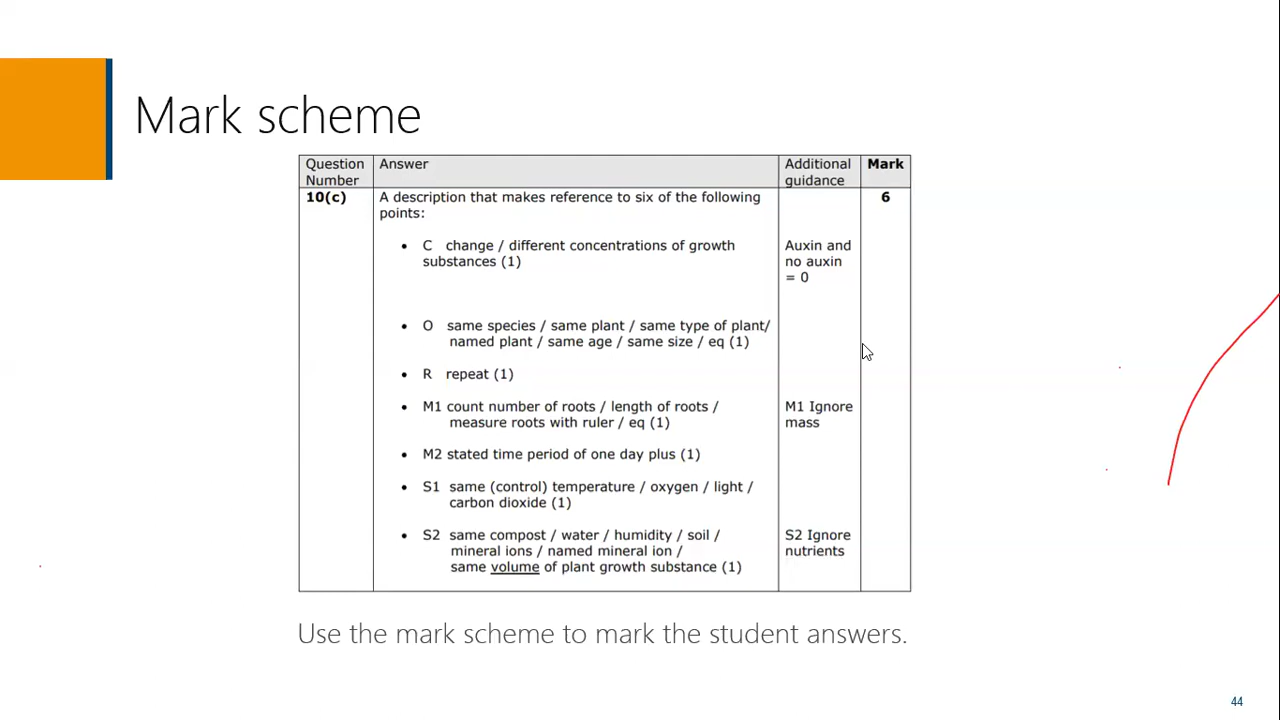 Mark scheme
Question Number
Answer
Additional guidance
Mark
10(c)
A description that makes reference to six of the following
points:
6
• C change / different concentrations of growth
substances (1)
Auxin and
no auxin
= 0
• O same species / same plant / same type of plant/
named plant / same age / same size / eq (1)
• R repeat (1)
• M1 count number of roots / length of roots /
measure roots with ruler / eq (1)
M1 Ignore
mass
• M2 stated time period of one day plus (1)
• S1 same (control) temperature / oxygen / light /
carbon dioxide (1)
• S2 same compost / water / humidity / soil /
mineral ions / named mineral ion /
same volume of plant growth substance (1)
S2 Ignore
nutrients
Use the mark scheme to mark the student answers.
44